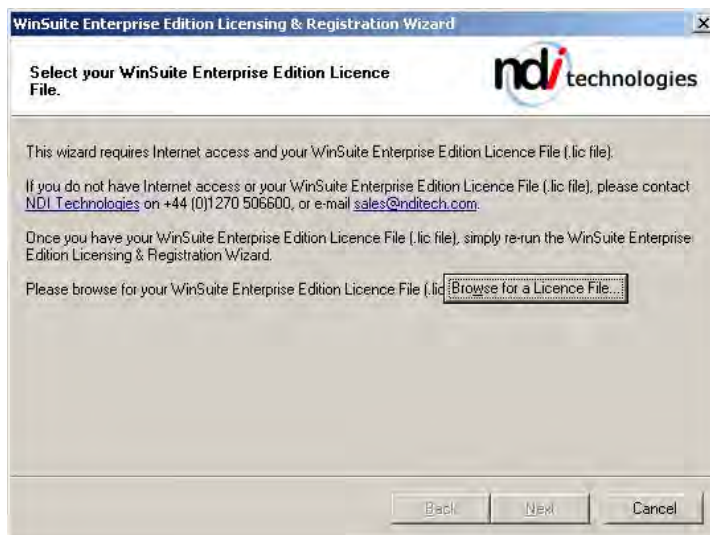 WinSuite Enterprise Edition Licensing & Registration Wizard
Select your WinSuite Enterprise Edition Licence
File.
ndi technologies
This wizard requires Internet access and your WinSuite Enterprise Edition Licence File (.lic file).
If you do not have Internet access or your WinSuite Enterprise Edition Licence File (.lic file), please contact
NDI Technologies on +44 (0)1270 506600, or e-mail sales@nditech.com.
Once you have your WinSuite Enterprise Edition Licence File (.lic file), simply re-run the WinSuite Enterprise
Edition Licensing & Registration Wizard.
Please browse for your WinSuite Enterprise Edition Licence File (.lic Browse for a Licence File...
Back Next Cancel